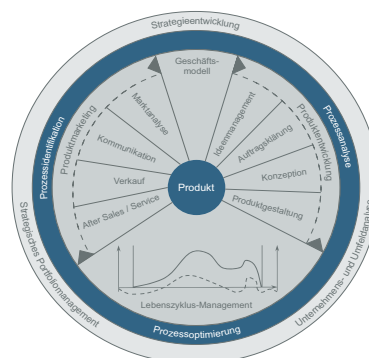 Strategieentwicklung
Prozessidentifikation
Prozessanalyse
Geschäfts-
modell
Produktmarketing
Marktanalyse
Kommunikation
Verkauf
After Sales / Service
Ideenmanagement
Auftragsklärung
Konzeption
Produktgestaltung
Produktentwicklung
Produkt
Lebenszyklus-Management
Prozessoptimierung
Strategisches Portfoliomanagement
Unternehmens- und Umfeldanalyse